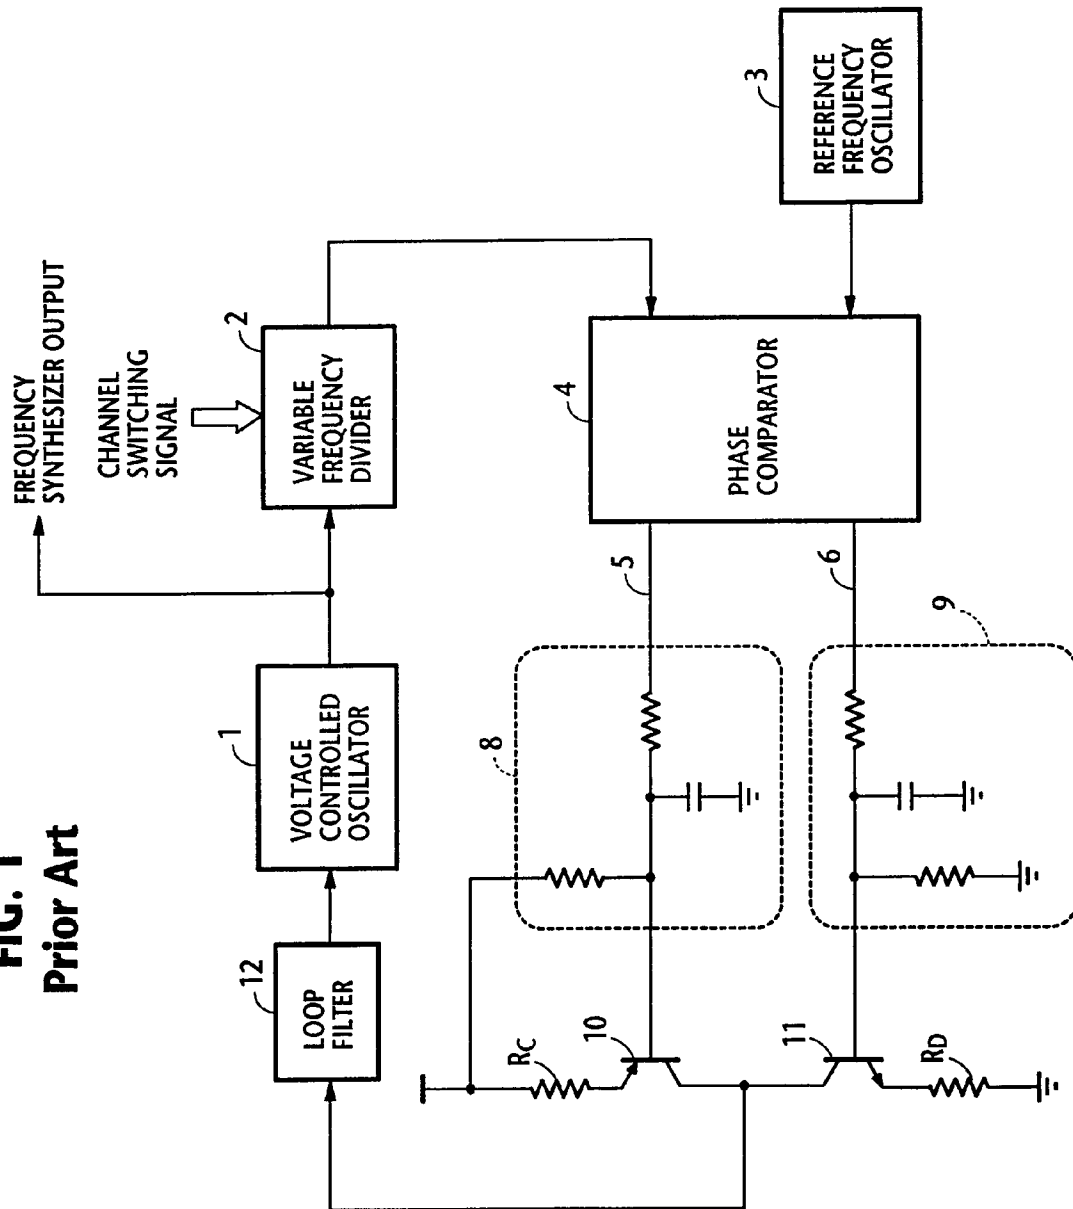 FIG. 1
Prior Art
FREQUENCY
SYNTHESIZER OUTPUT
CHANNEL
SWITCHING
SIGNAL
12
LOOP
FILTER
1
VOLTAGE
CONTROLLED
OSCILLATOR
2
VARIABLE
FREQUENCY
DIVIDER
3
REFERENCE
FREQUENCY
OSCILLATOR
4
PHASE
COMPARATOR
5
6
8
9
RC
10
11
RD